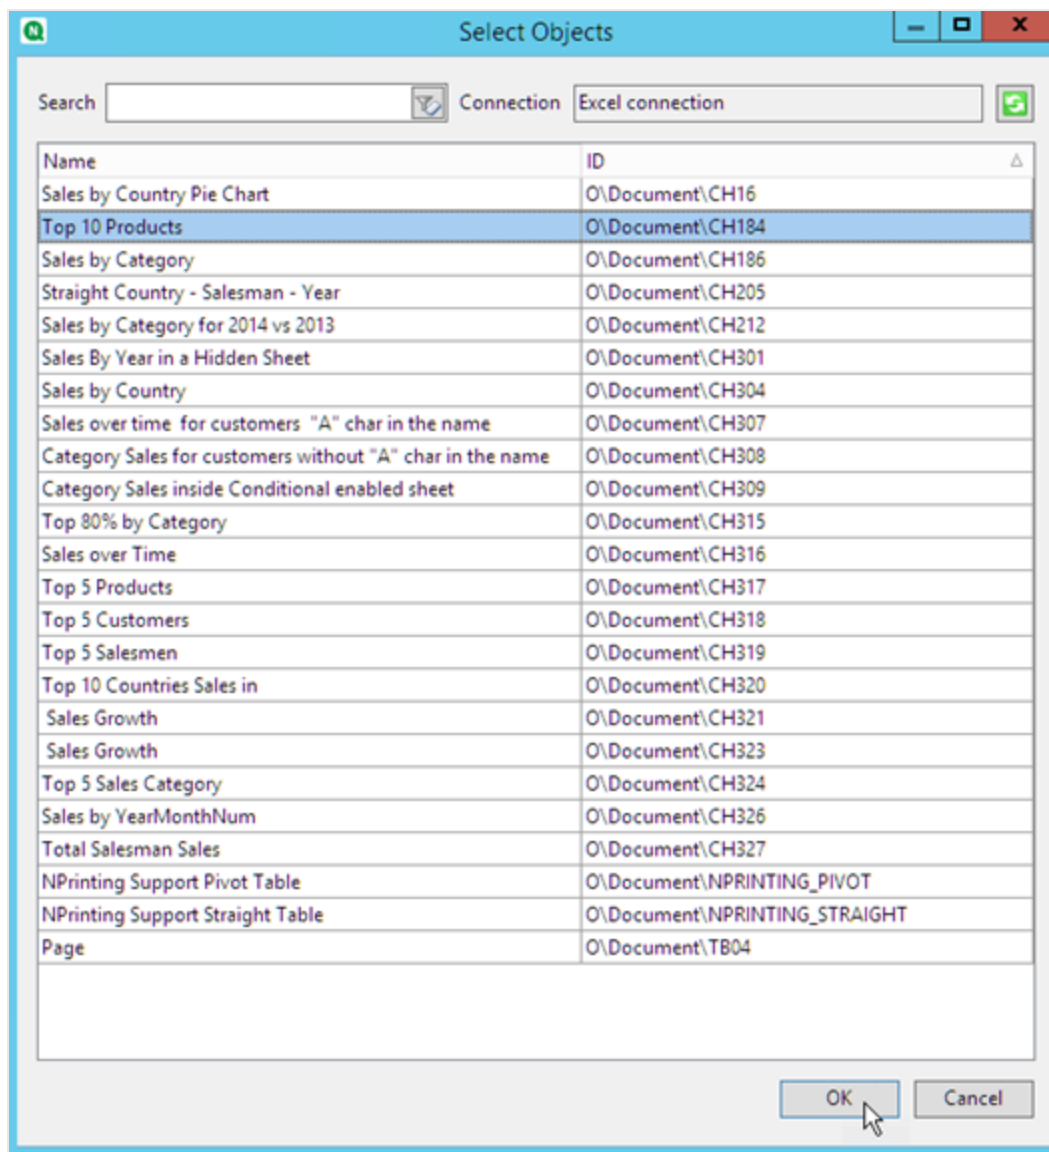 Select Objects
Search Connection Excel connection
Name ID
Sales by Country Pie Chart O\Document\CH16
Top 10 Products O\Document\CH184
Sales by Category O\Document\CH186
Straight Country - Salesman - Year O\Document\CH205
Sales by Category for 2014 vs 2013 O\Document\CH212
Sales By Year in a Hidden Sheet O\Document\CH301
Sales by Country O\Document\CH304
Sales over time  for customers  "A" char in the name O\Document\CH307
Category Sales for customers without "A" char in the name O\Document\CH308
Category Sales inside Conditional enabled sheet O\Document\CH309
Top 80% by Category O\Document\CH315
Sales over Time O\Document\CH316
Top 5 Products O\Document\CH317
Top 5 Customers O\Document\CH318
Top 5 Salesmen O\Document\CH319
Top 10 Countries Sales in O\Document\CH320
Sales Growth O\Document\CH321
Sales Growth O\Document\CH323
Top 5 Sales Category O\Document\CH324
Sales by YearMonthNum O\Document\CH326
Total Salesman Sales O\Document\CH327
NPrinting Support Pivot Table O\Document\NPRINTING_PIVOT
NPrinting Support Straight Table O\Document\NPRINTING_STRAIGHT
Page O\Document\TB04
OK Cancel